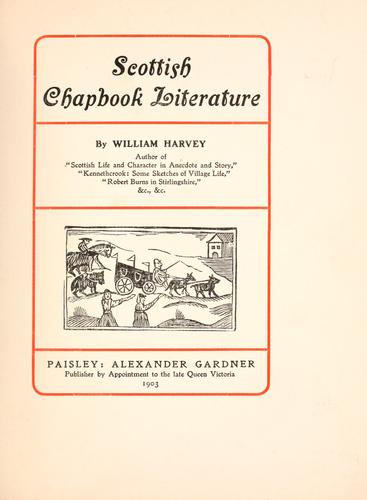 Scottish
Chapbook Literature
By WILLIAM HARVEY
Author of
"Scottish Life and Character in Anecdote and Story,"
"Kennethcrook: Some Sketches of Village Life,"
"Robert Burns in Stirlingshire,"
&c., &c.
PAISLEY: ALEXANDER GARDNER
Publisher by Appointment to the late Queen Victoria
1903